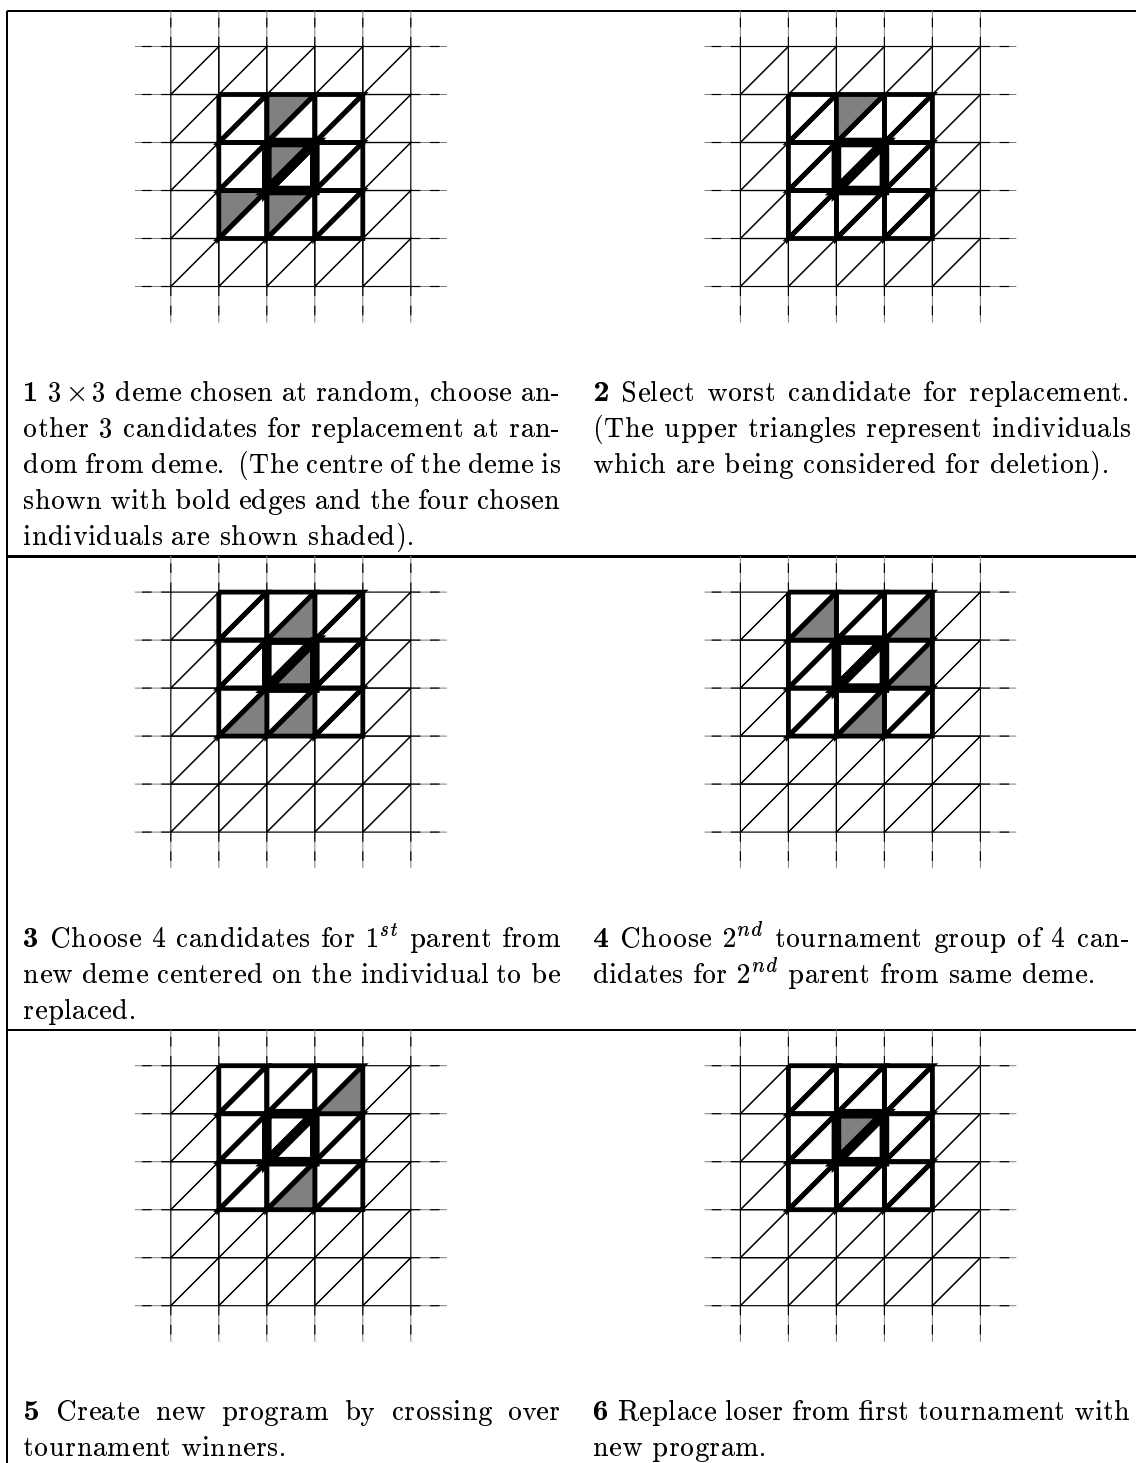 1 3×3 deme chosen at random, choose an-
other 3 candidates for replacement at ran-
dom from deme. (The centre of the deme is
shown with bold edges and the four chosen
individuals are shown shaded).
2 Select worst candidate for replacement.
(The upper triangles represent individuals
which are being considered for deletion).
3 Choose 4 candidates for 1st parent from
new deme centered on the individual to be
replaced.
4 Choose 2nd tournament group of 4 can-
didates for 2nd parent from same deme.
5 Create new program by crossing over
tournament winners.
6 Replace loser from first tournament with
new program.